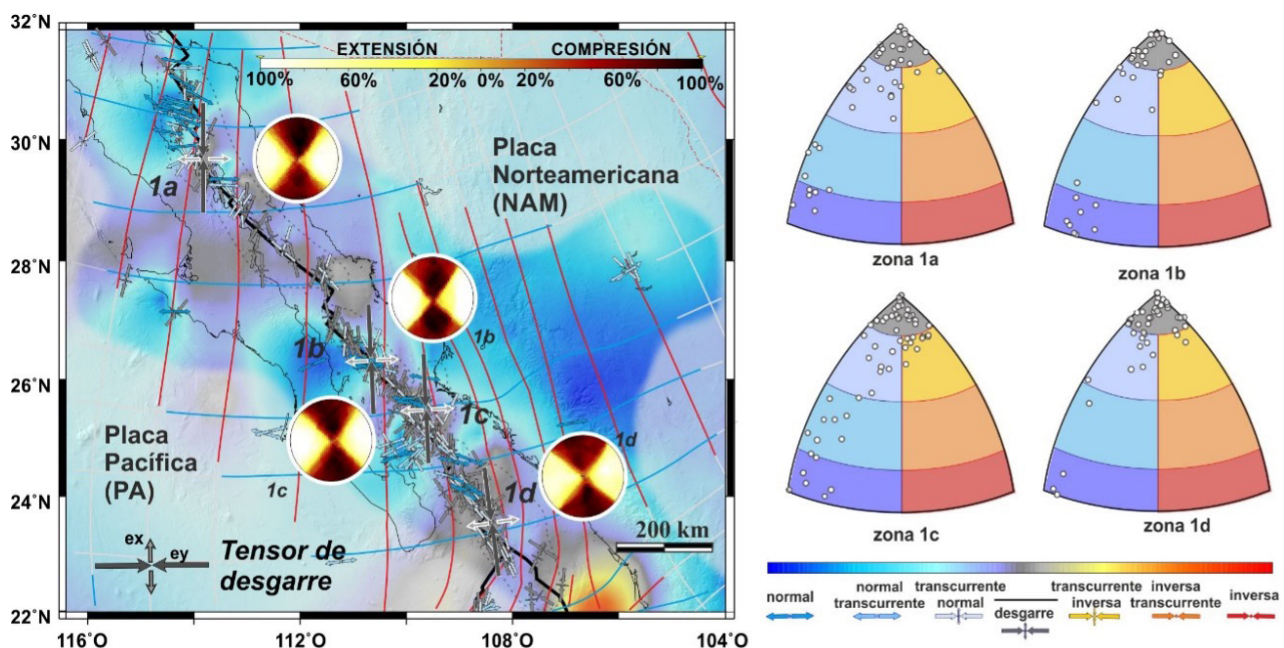 32°N
30°N
28°N
26°N
24°N
22°N
116°O
112°O
108°O
104°O
EXTENSIÓN COMPRESIÓN
100% 60% 20% 0% 20% 60% 100%
Placa
Norteamericana
(NAM)
1a
1b
1b
1c
1d
1d
1c
Placa
Pacífica
(PA)
ex
ey
Tensor de
desgarre
200 km
zona 1a
zona 1b
zona 1c
zona 1d
normal
normal
transcurrente
transcurrente
normal
desgarre
transcurrente
inversa
inversa
transcurrente
inversa